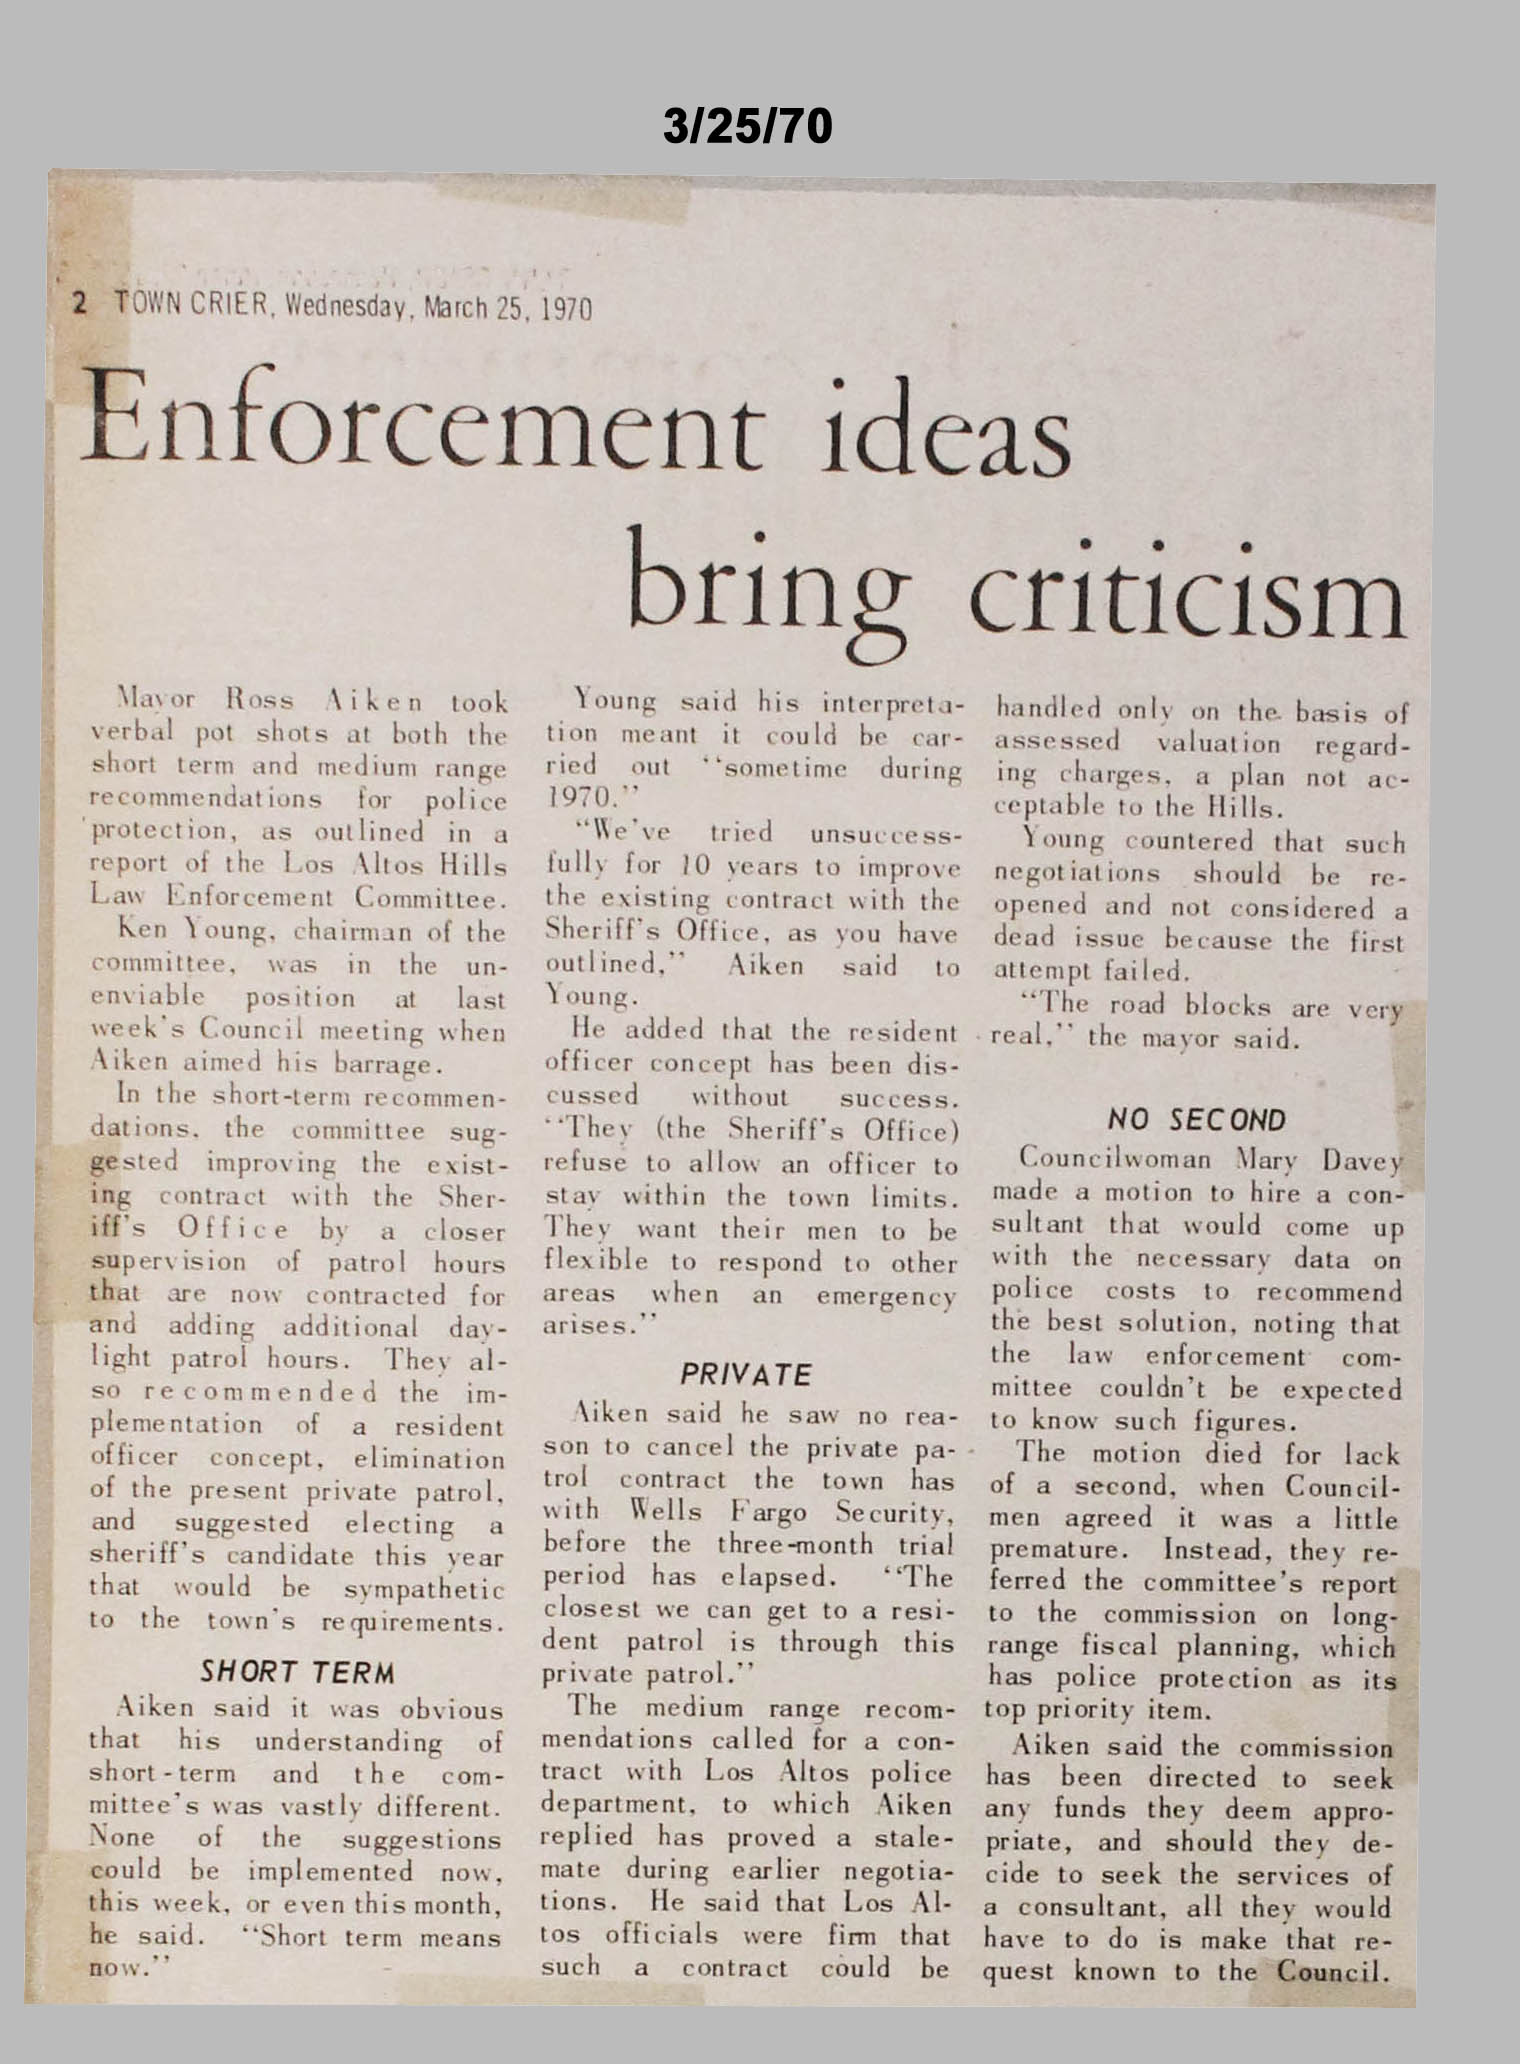 3/25/70
2 TOWN CRIER, Wednesday, March 25, 1970
Enforcement ideas
bring criticism
Mayor Ross Aiken took
verbal pot shots at both the
short term and medium range
recommendations for police
protection, as outlined in a
report of the Los Altos Hills
Law Enforcement Committee.
Ken Young, chairman of the
committee, was in the un-
enviable position at last
week's Council meeting when
Aiken aimed his barrage.
In the short-term recommen-
dations, the committee sug-
gested improving the exist-
ing contract with the Sher-
iff's Office by a closer
supervision of patrol hours
that are now contracted for
and adding additional day-
light patrol hours. They al-
so recommended the im-
plementation of a resident
officer concept, elimination
of the present private patrol,
and suggested electing a
sheriff's candidate this year
that would be sympathetic
to the town's requirements.
SHORT TERM
Aiken said it was obvious
that his understanding of
short-term and the com-
mittee's was vastly different.
None of the suggestions
could be implemented now,
this week, or even this month,
he said. "Short term means
now."
Young said his interpreta-
tion meant it could be car-
ried out "sometime during
1970."
"We've tried unsuccess-
fully for 10 years to improve
the existing contract with the
Sheriff's Office, as you have
outlined," Aiken said to
Young.
He added that the resident
officer concept has been dis-
cussed without success.
"They (the Sheriff's Office)
refuse to allow an officer to
stay within the town limits.
They want their men to be
flexible to respond to other
areas when an emergency
arises."
PRIVATE
Aiken said he saw no rea-
son to cancel the private pa-
trol contract the town has
with Wells Fargo Security,
before the three-month trial
period has elapsed. "The
closest we can get to a resi-
dent patrol is through this
private patrol."
The medium range recom-
mendations called for a con-
tract with Los Altos police
department, to which Aiken
replied has proved a stale-
mate during earlier negotia-
tions. He said that Los Al-
tos officials were firm that
such a contract could be
handled only on the basis of
assessed valuation regard-
ing charges, a plan not ac-
ceptable to the Hills.
Young countered that such
negotiations should be re-
opened and not considered a
dead issue because the first
attempt failed.
"The road blocks are very
real," the mayor said.
NO SECOND
Councilwoman Mary Davey
made a motion to hire a con-
sultant that would come up
with the necessary data on
police costs to recommend
the best solution, noting that
the law enforcement com-
mittee couldn't be expected
to know such figures.
The motion died for lack
of a second, when Council-
men agreed it was a little
premature. Instead, they re-
ferred the committee's report
to the commission on long-
range fiscal planning, which
has police protection as its
top priority item.
Aiken said the commission
has been directed to seek
any funds they deem appro-
priate, and should they de-
cide to seek the services of
a consultant, all they would
have to do is make that re-
quest known to the Council.